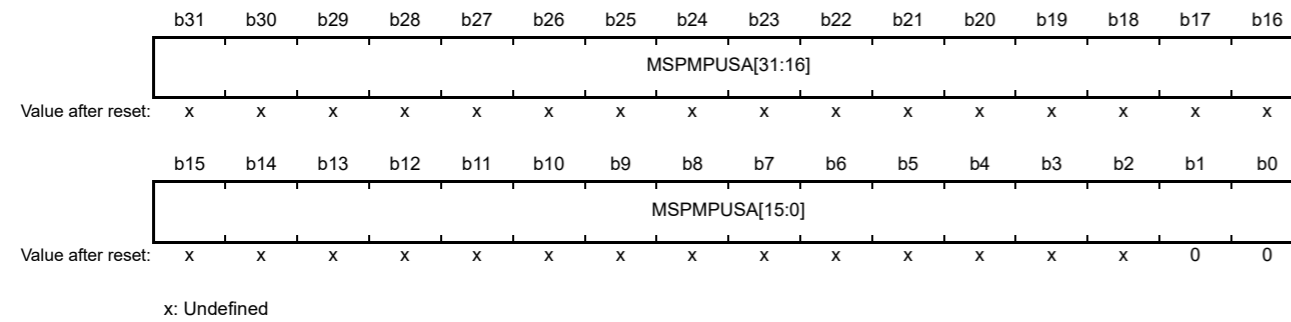 b31 b30 b29 b28 b27 b26 b25 b24 b23 b22 b21 b20 b19 b18 b17 b16
MSPMPUSA[31:16]
Value after reset: x x x x x x x x x x x x x x x x
b15 b14 b13 b12 b11 b10 b9 b8 b7 b6 b5 b4 b3 b2 b1 b0
MSPMPUSA[15:0]
Value after reset: x x x x x x x x x x x x x x 0 0
x: Undefined